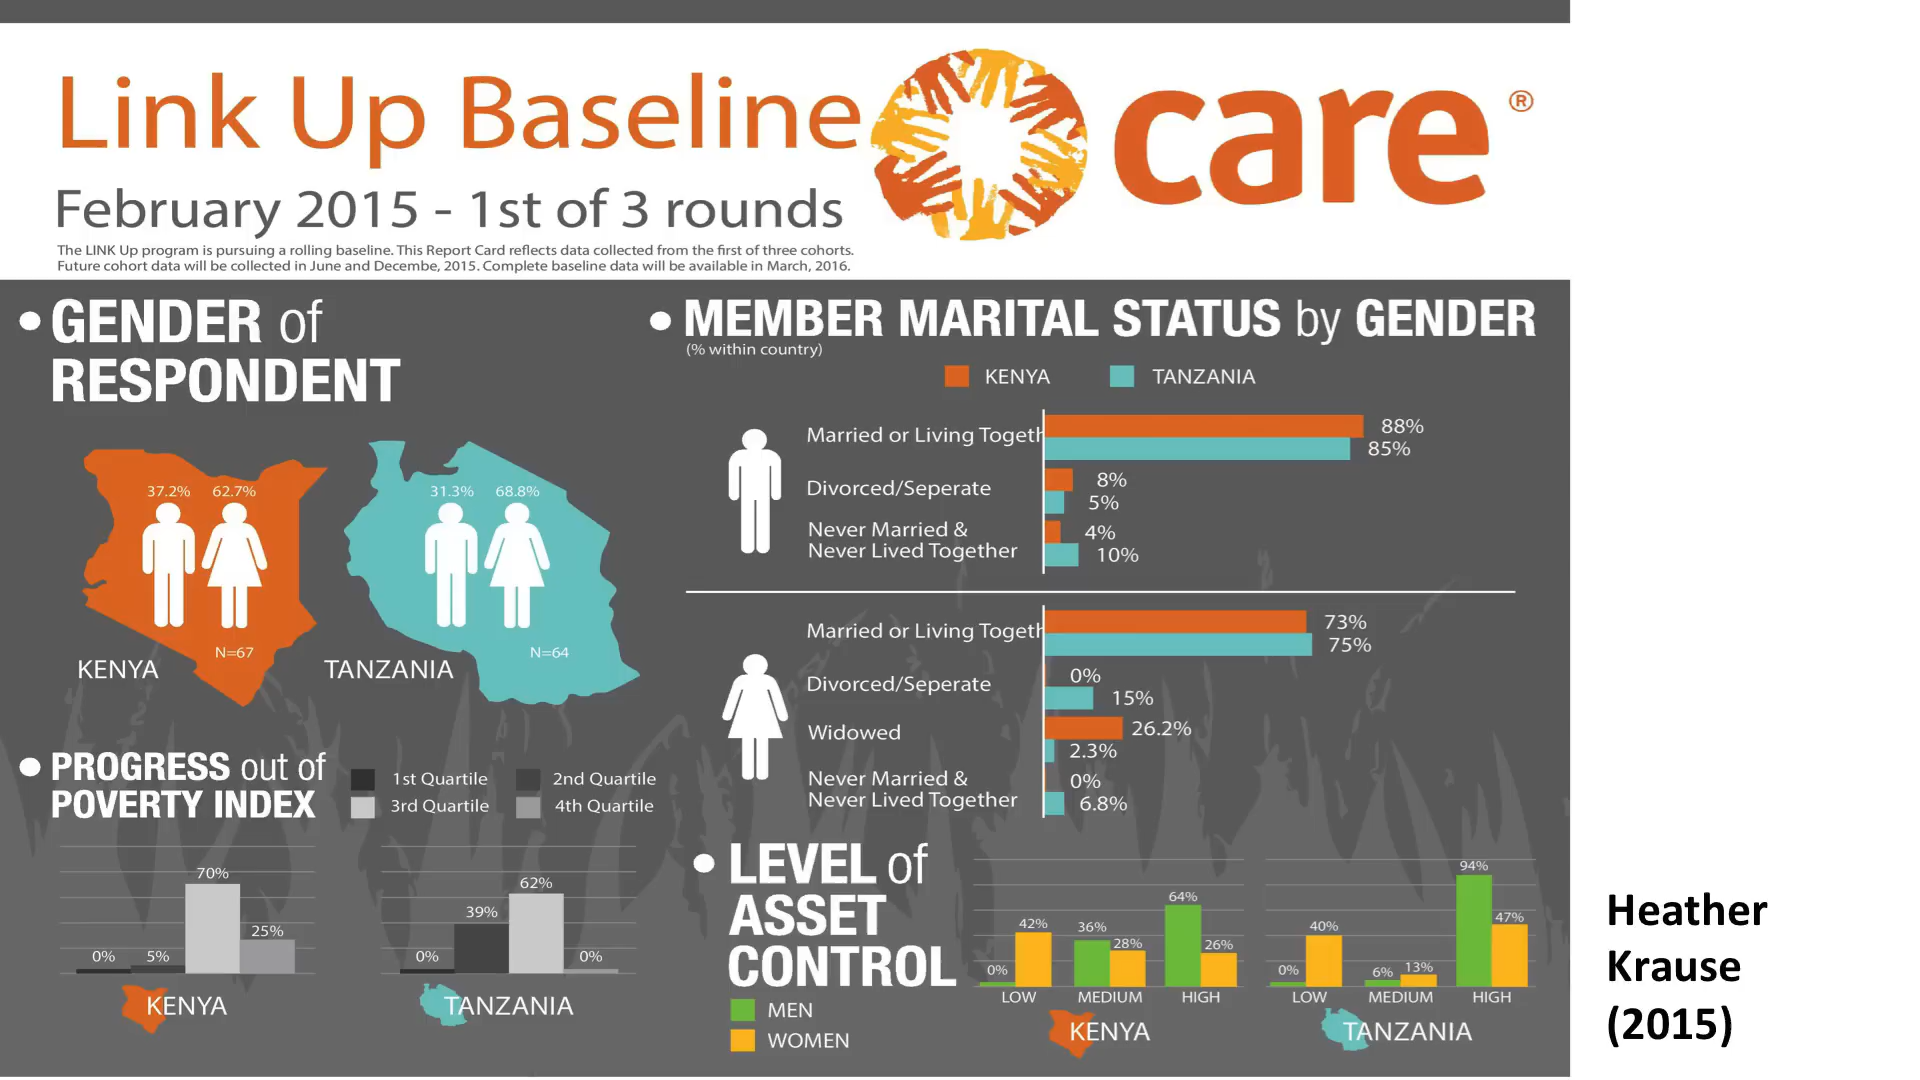 Link Up Baseline
care®
February 2015 - 1st of 3 rounds
The LINK Up program is pursuing a rolling baseline. This Report Card reflects data collected from the first of three cohorts.
Future cohort data will be collected in June and Decembe, 2015. Complete baseline data will be available in March, 2016.
• GENDER of
RESPONDENT
37.2% 62.7%
N=67
KENYA
31.3% 68.8%
N=64
TANZANIA
• MEMBER MARITAL STATUS by GENDER
(% within country)
KENYA TANZANIA
Married or Living Togeth
88%
85%
Divorced/Seperate
8%
5%
Never Married &
Never Lived Together
4%
10%
Married or Living Togeth
73%
75%
Divorced/Seperate
0%
15%
Widowed
26.2%
2.3%
Never Married &
Never Lived Together
0%
6.8%
• PROGRESS out of
POVERTY INDEX
1st Quartile 2nd Quartile
3rd Quartile 4th Quartile
0% 5% 70% 25%
KENYA
0% 39% 62% 0%
TANZANIA
• LEVEL of
ASSET
CONTROL
MEN
WOMEN
0% 42% 36% 28% 64% 26%
LOW MEDIUM HIGH
KENYA
0% 40% 6% 13% 94% 47%
LOW MEDIUM HIGH
TANZANIA
Heather
Krause
(2015)